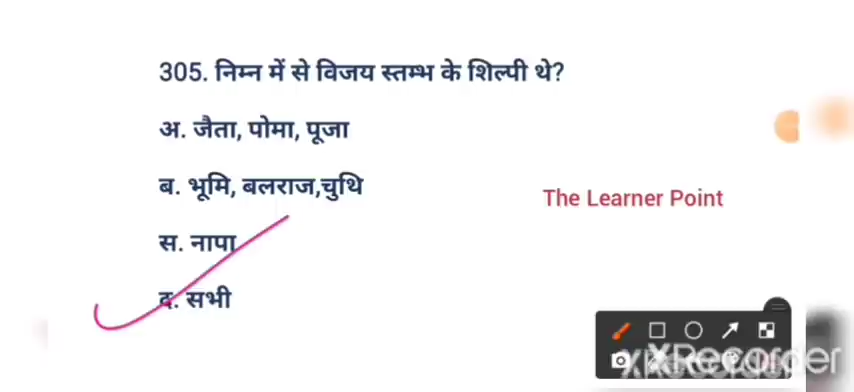 305. निम्न में से विजय स्तम्भ के शिल्पी थे?
अ. जैता, पोमा, पूजा
ब. भूमि, बलराज,चुथि
The Learner Point
स. नापा
द. सभी
XRecorder